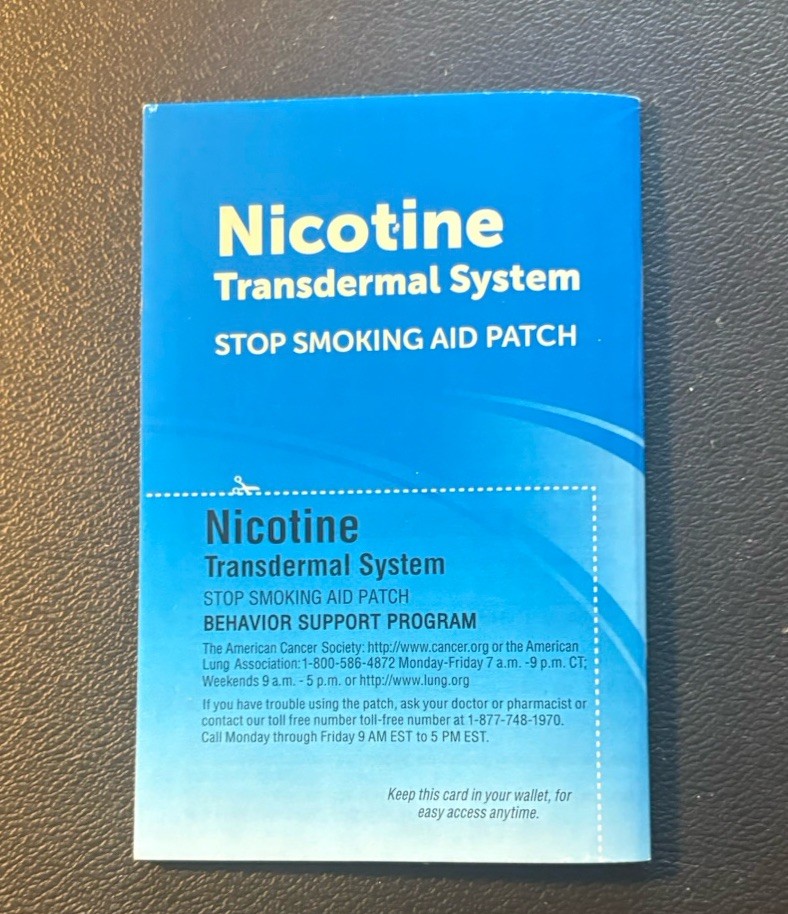 Nicotine
Transdermal System
STOP SMOKING AID PATCH
Nicotine
Transdermal System
STOP SMOKING AID PATCH
BEHAVIOR SUPPORT PROGRAM
The American Cancer Society: http://www.cancer.org or the American
Lung Association: 1-800-586-4872 Monday-Friday 7 a.m. -9 p.m. CT;
Weekends 9 a.m. - 5 p.m. or http://www.lung.org
If you have trouble using the patch, ask your doctor or pharmacist or
contact our toll free number toll-free number at 1-877-748-1970.
Call Monday through Friday 9 AM EST to 5 PM EST.
Keep this card in your wallet, for
easy access anytime.